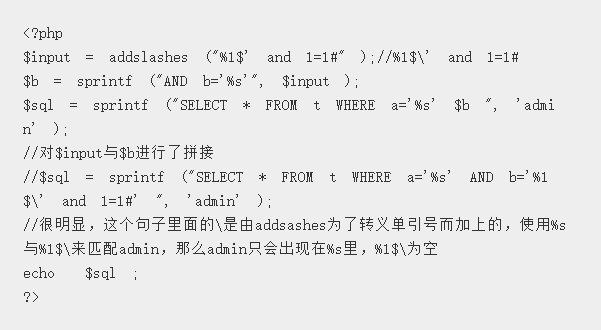 <?php
$input = addslashes ("%1$' and 1=1#" );//%1$\' and 1=1#
$b = sprintf ("AND b='%s'", $input );
$sql = sprintf ("SELECT * FROM t WHERE a='%s' $b ", 'admi
n' );
//对$input与$b进行了拼接
//$sql = sprintf ("SELECT * FROM t WHERE a='%s' AND b='%1
$\' and 1=1#' ", 'admin' );
//很明显，这个句子里面的\是由addsashes为了转义单引号而加上的，使用%s
与%1$\来匹配admin，那么admin只会出现在%s里，%1$\为空
echo $sql ;
?>